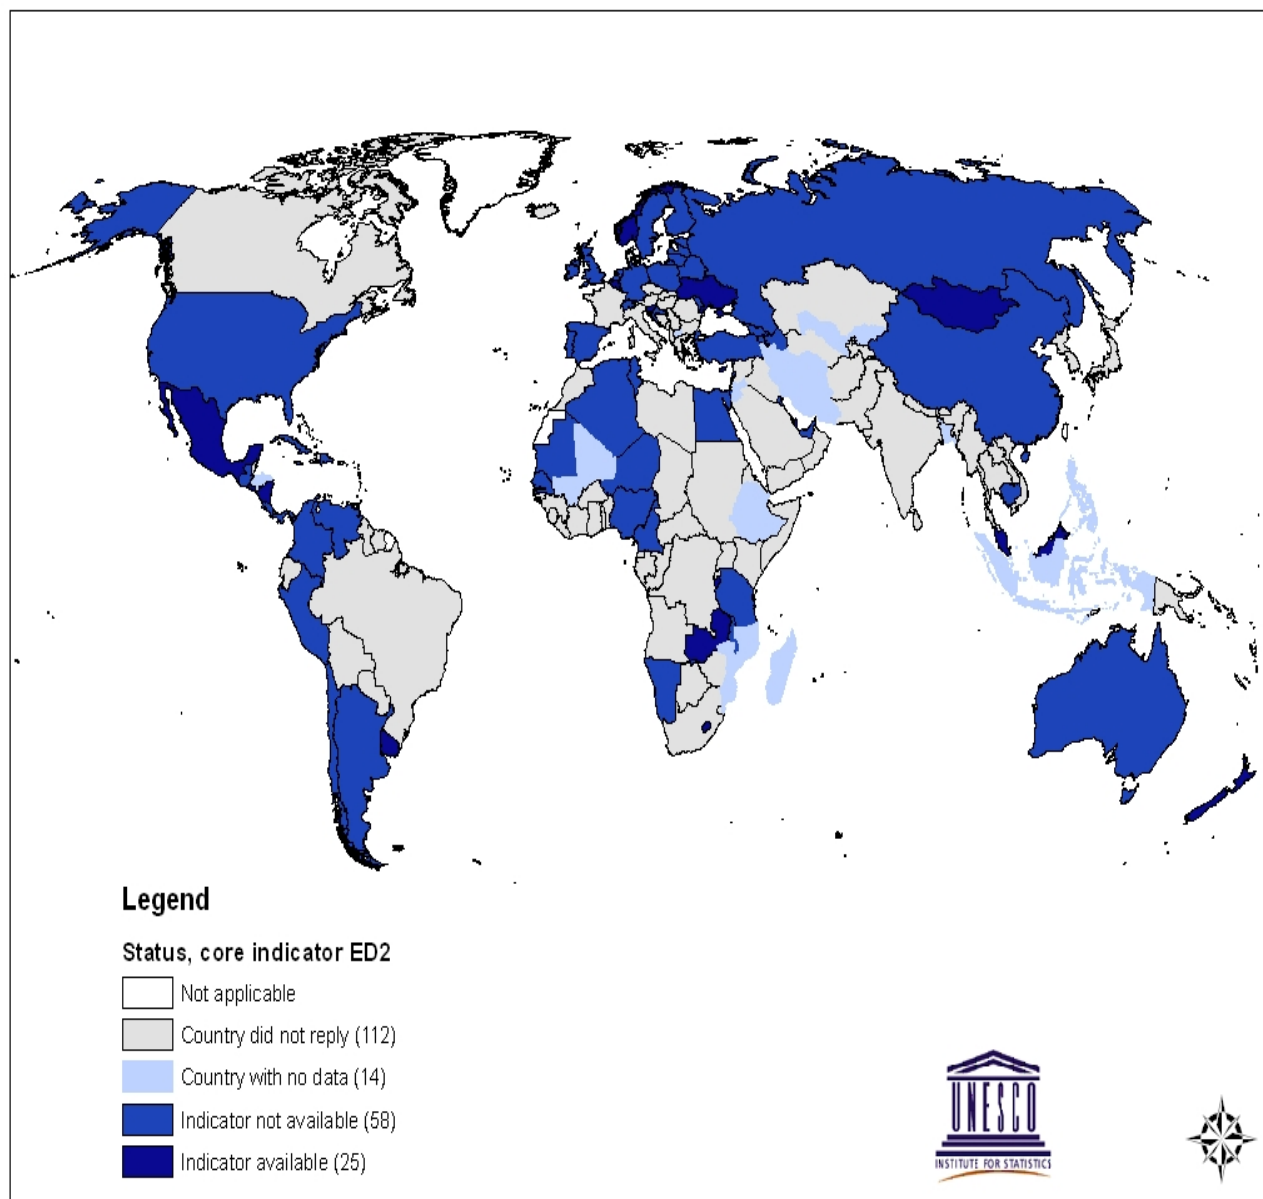 Legend
Status, core indicator ED2
Not applicable
Country did not reply (112)
Country with no data (14)
Indicator not available (58)
Indicator available (25)
UNESCO
INSTITUTE FOR STATISTICS